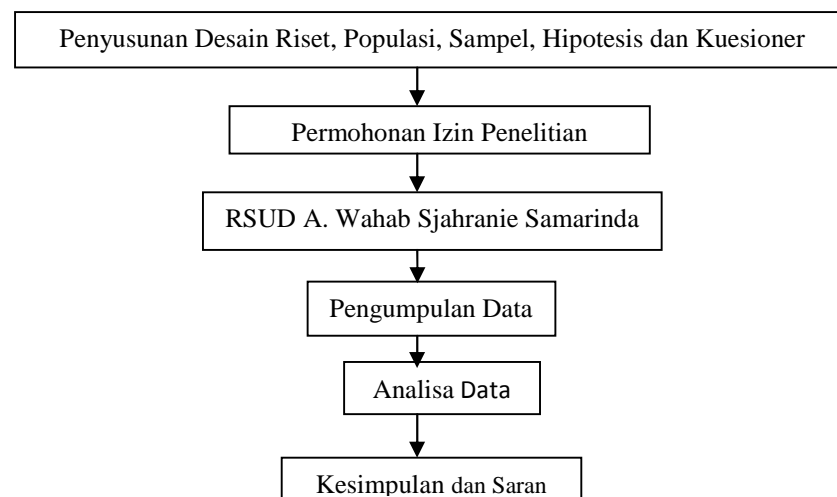 Penyusunan Desain Riset, Populasi, Sampel, Hipotesis dan Kuesioner
Permohonan Izin Penelitian
RSUD A. Wahab Sjahranie Samarinda
Pengumpulan Data
Analisa Data
Kesimpulan dan Saran